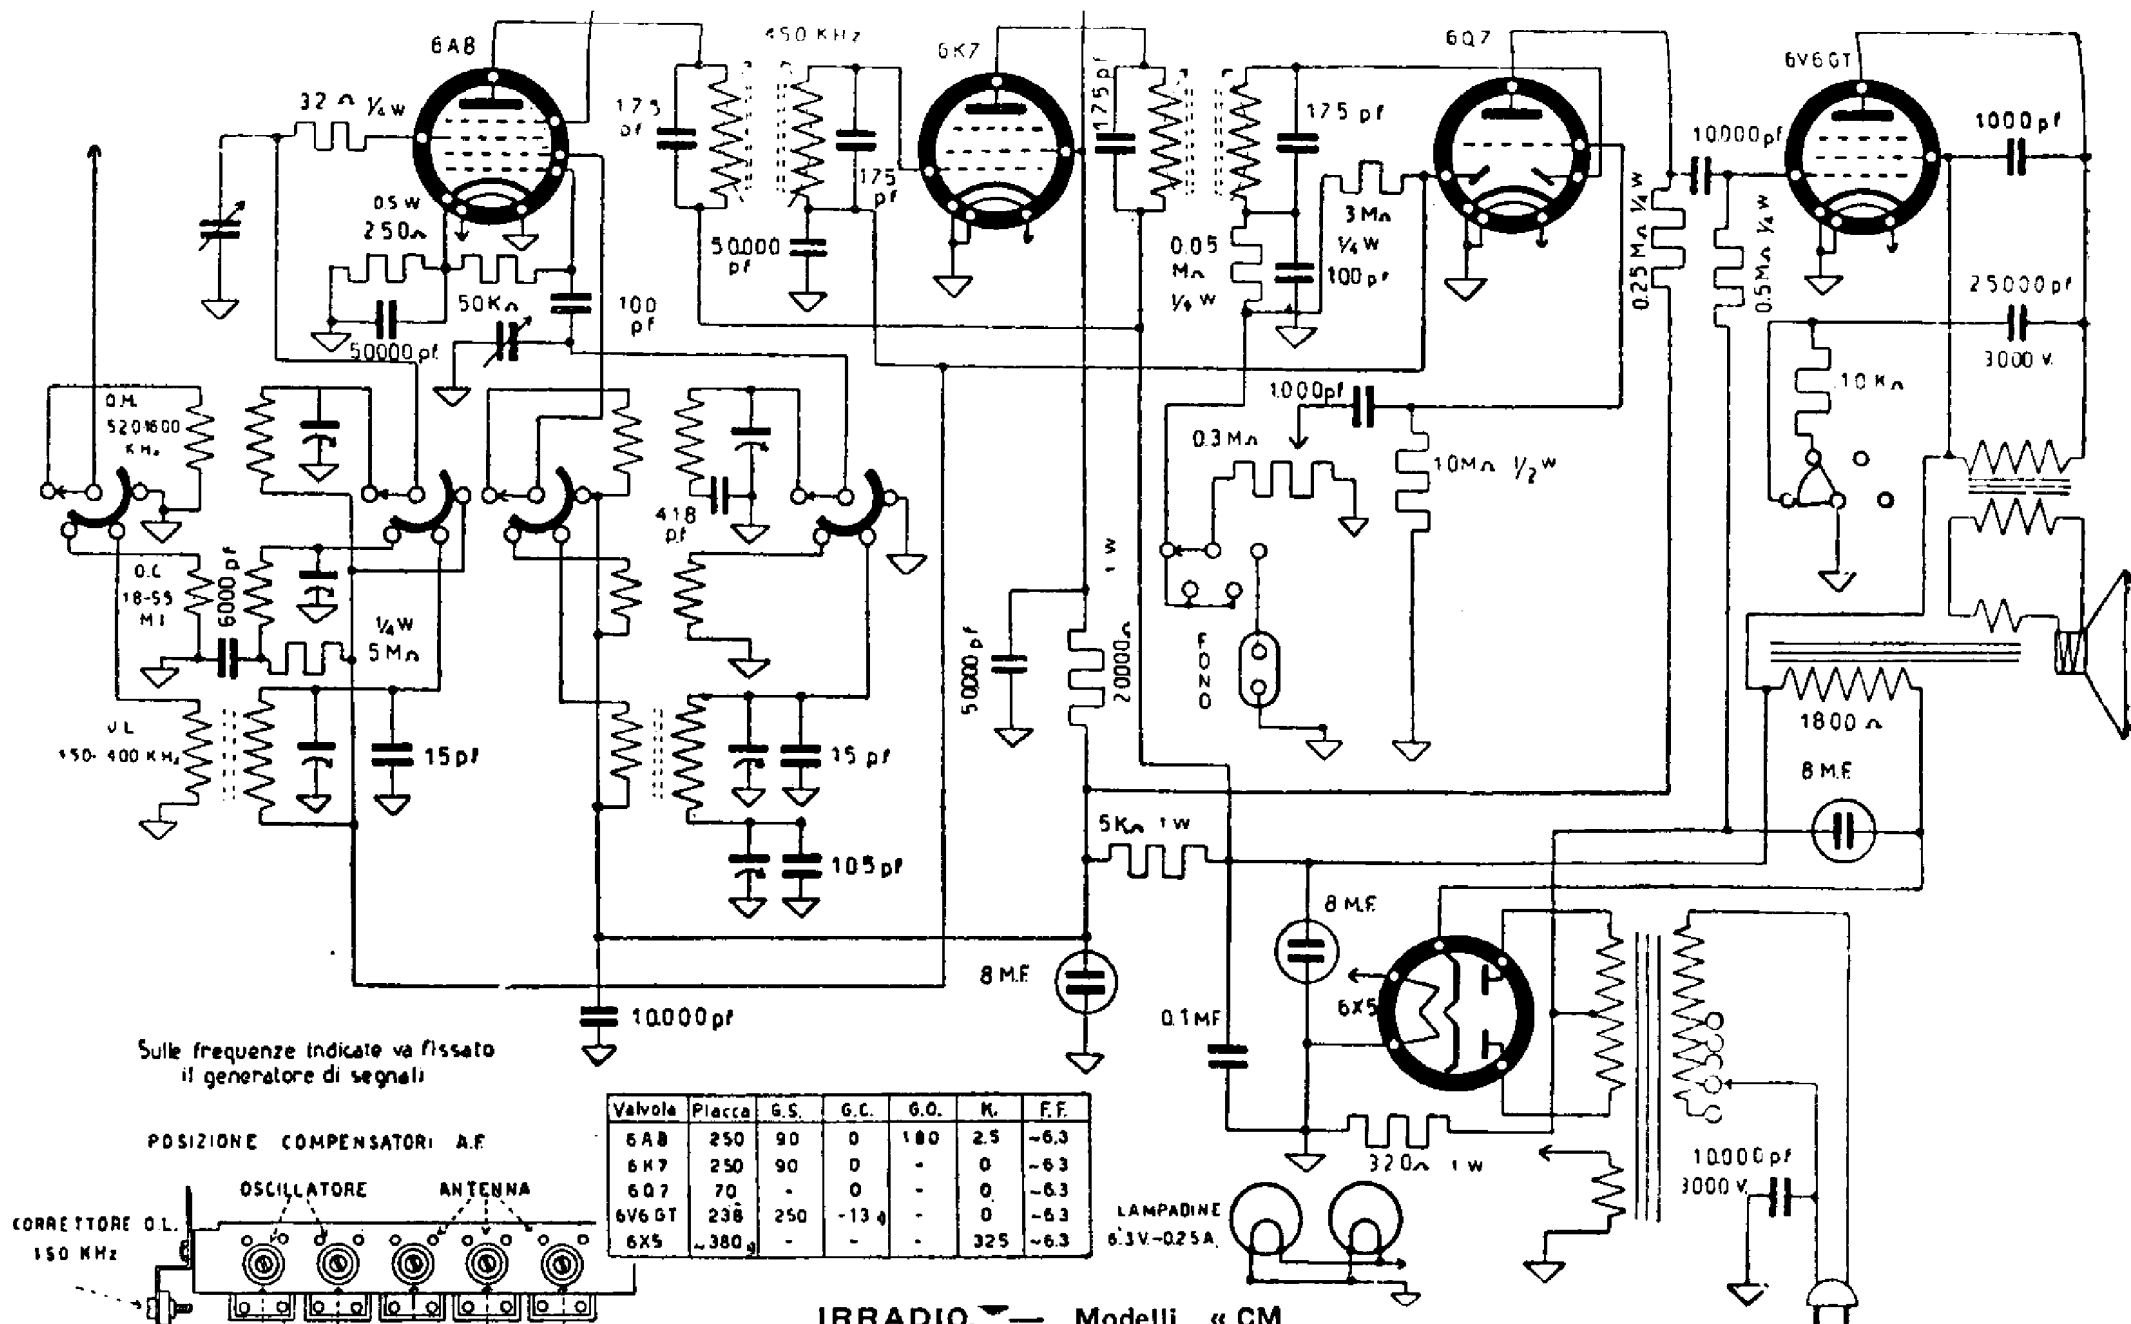 6A8
450 KHz
6K7
6Q7
6V6GT
32 Ω 1/4 W
175 pf
175 pf
175 pf
175 pf
10.000 pf
1000 pf
0.5 W
250 Ω
50.000 pf
50 KΩ
50000 pf.
100 pf
0.05 MΩ 1/4 W
3 MΩ 1/4 W
100 pf
0.25 MΩ 1/4 W
0.5 MΩ 1/4 W
25000 pf
3000 V.
10 KΩ
O.M.
520-1600
KHz
1.000 pf
0.3 MΩ
10 MΩ 1/2 W
418 pf.
O.C
18-55
Mt
6000 pf
1/4 W
5 MΩ
1 W
20000 Ω
50000 pf
FONO
1800 Ω
8 M.F.
O.L
150-400 KHz
15 pf
15 pf
5 KΩ 1 W
105 pf
8 M.F.
8 M.F.
10.000 pf
0.1 MF
6X5
Sulle frequenze indicate va fissato
il generatore di segnali
320 Ω 1 W
10.000 pf
3000 V.
Valvola Placca G.S. G.C. G.O. K. F.F.
6A8 250 90 0 180 2.5 ~6.3
6K7 250 90 0 - 0 ~6.3
6Q7 70 - 0 - 0 ~6.3
6V6 GT 238 250 -13 - 0 ~6.3
6X5 ~380 - - - 325 ~6.3
POSIZIONE COMPENSATORI A.F.
OSCILLATORE ANTENNA
CORRETTORE O.L.
150 KHz
LAMPADINE
6.3 V.-0.25 A.
IRRADIO. — Modelli « CM